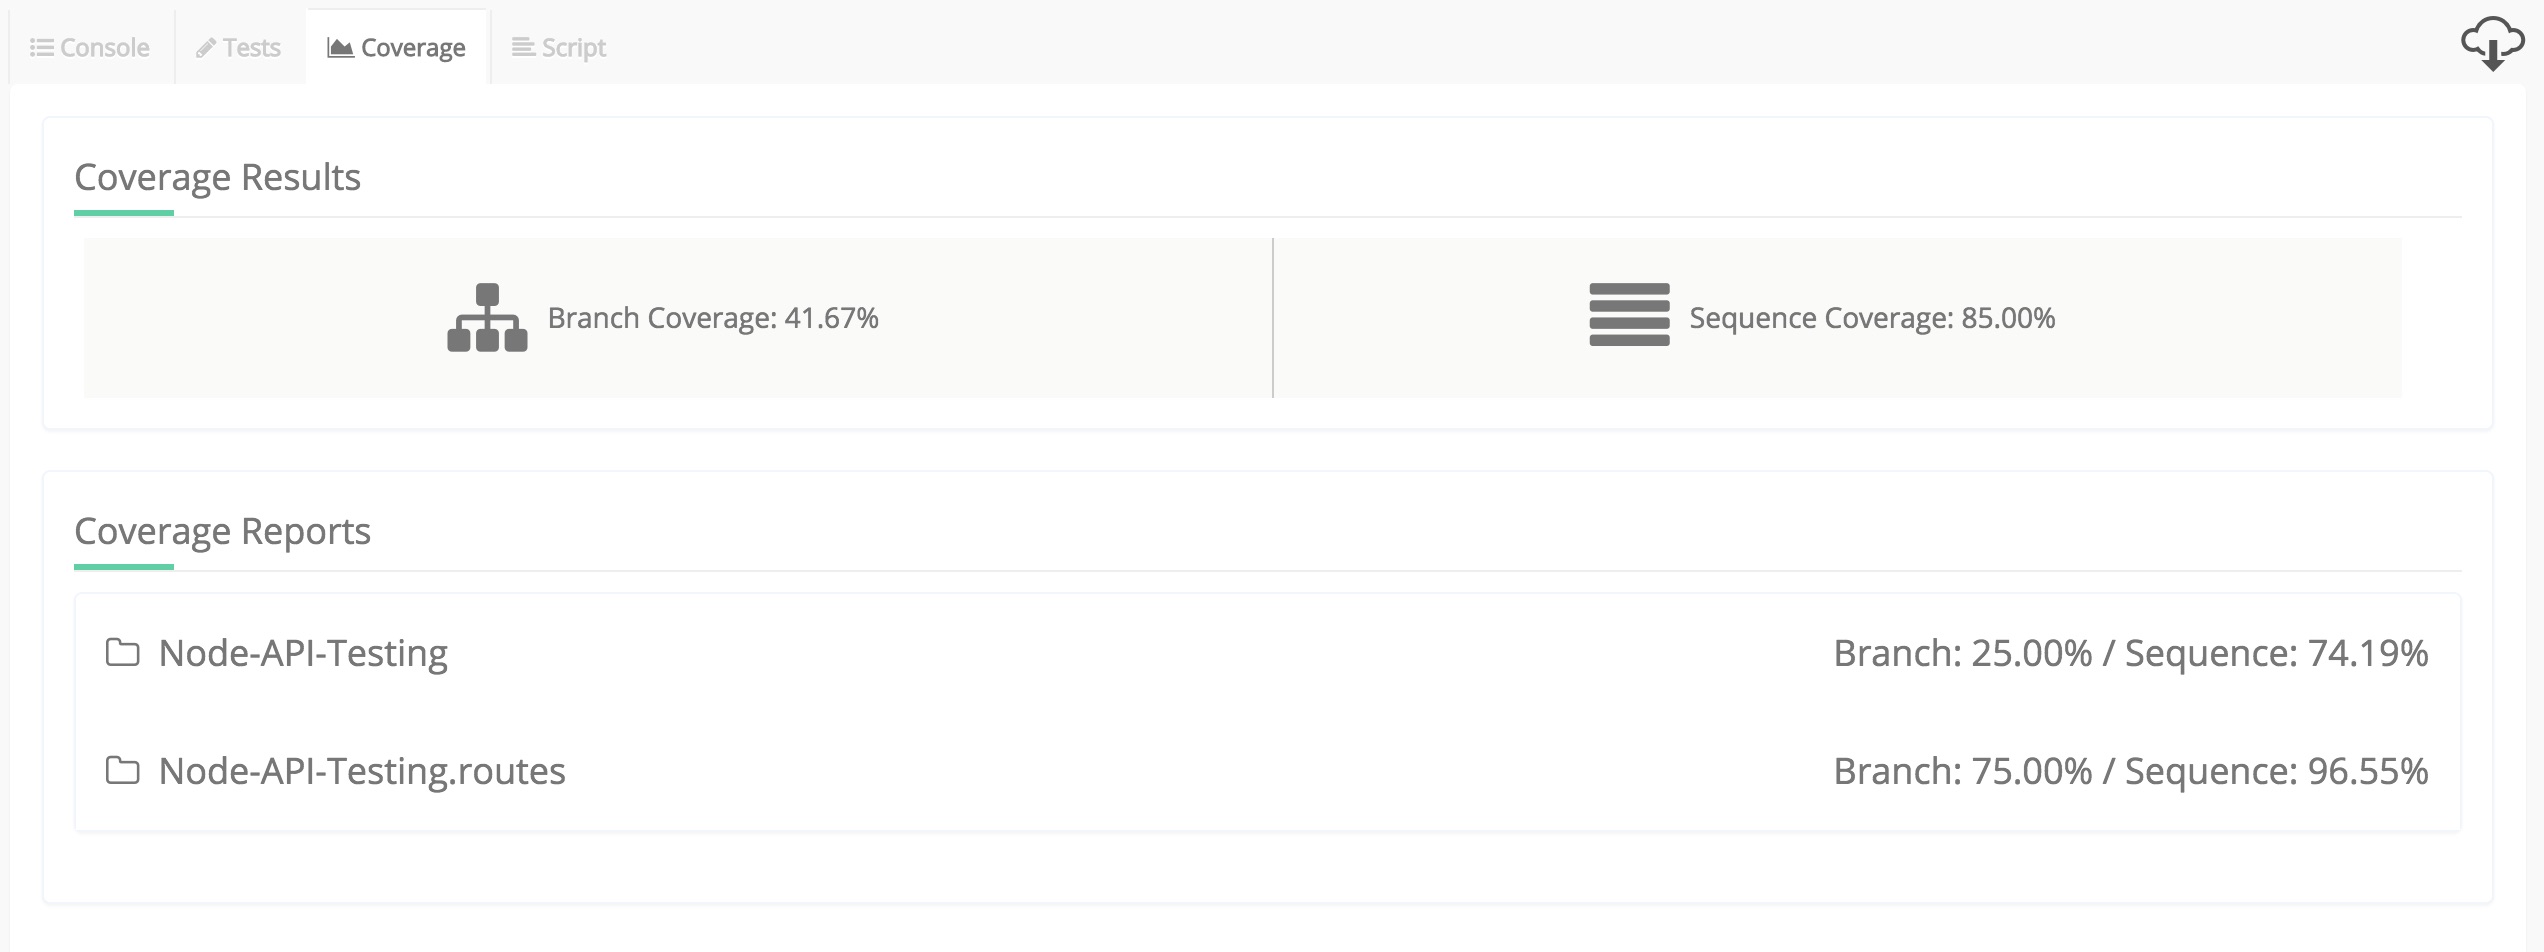 Console Tests Coverage Script
Coverage Results
Branch Coverage: 41.67% Sequence Coverage: 85.00%
Coverage Reports
Node-API-Testing Branch: 25.00% / Sequence: 74.19%
Node-API-Testing.routes Branch: 75.00% / Sequence: 96.55%